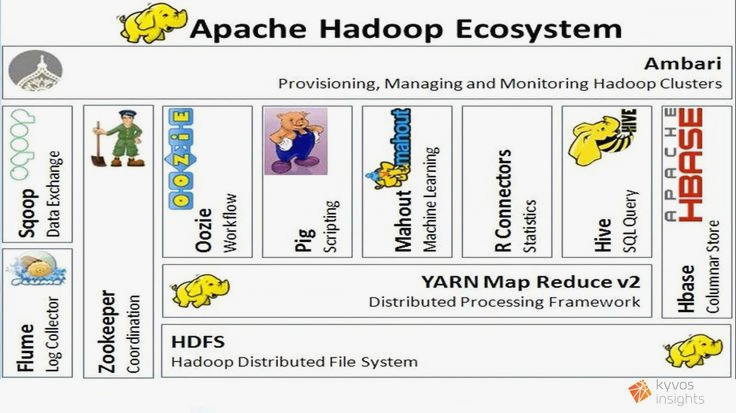 Apache Hadoop Ecosystem
Ambari
Provisioning, Managing and Monitoring Hadoop Clusters
Sqoop
Data Exchange
Flume
Log Collector
Zookeeper
Coordination
OOZIE
Oozie
Workflow
Pig
Scripting
mahout
Mahout
Machine Learning
R Connectors
Statistics
HIVE
Hive
SQL Query
APACHE
HBASE
Hbase
Columnar Store
YARN Map Reduce v2
Distributed Processing Framework
HDFS
Hadoop Distributed File System
kyvos
insights